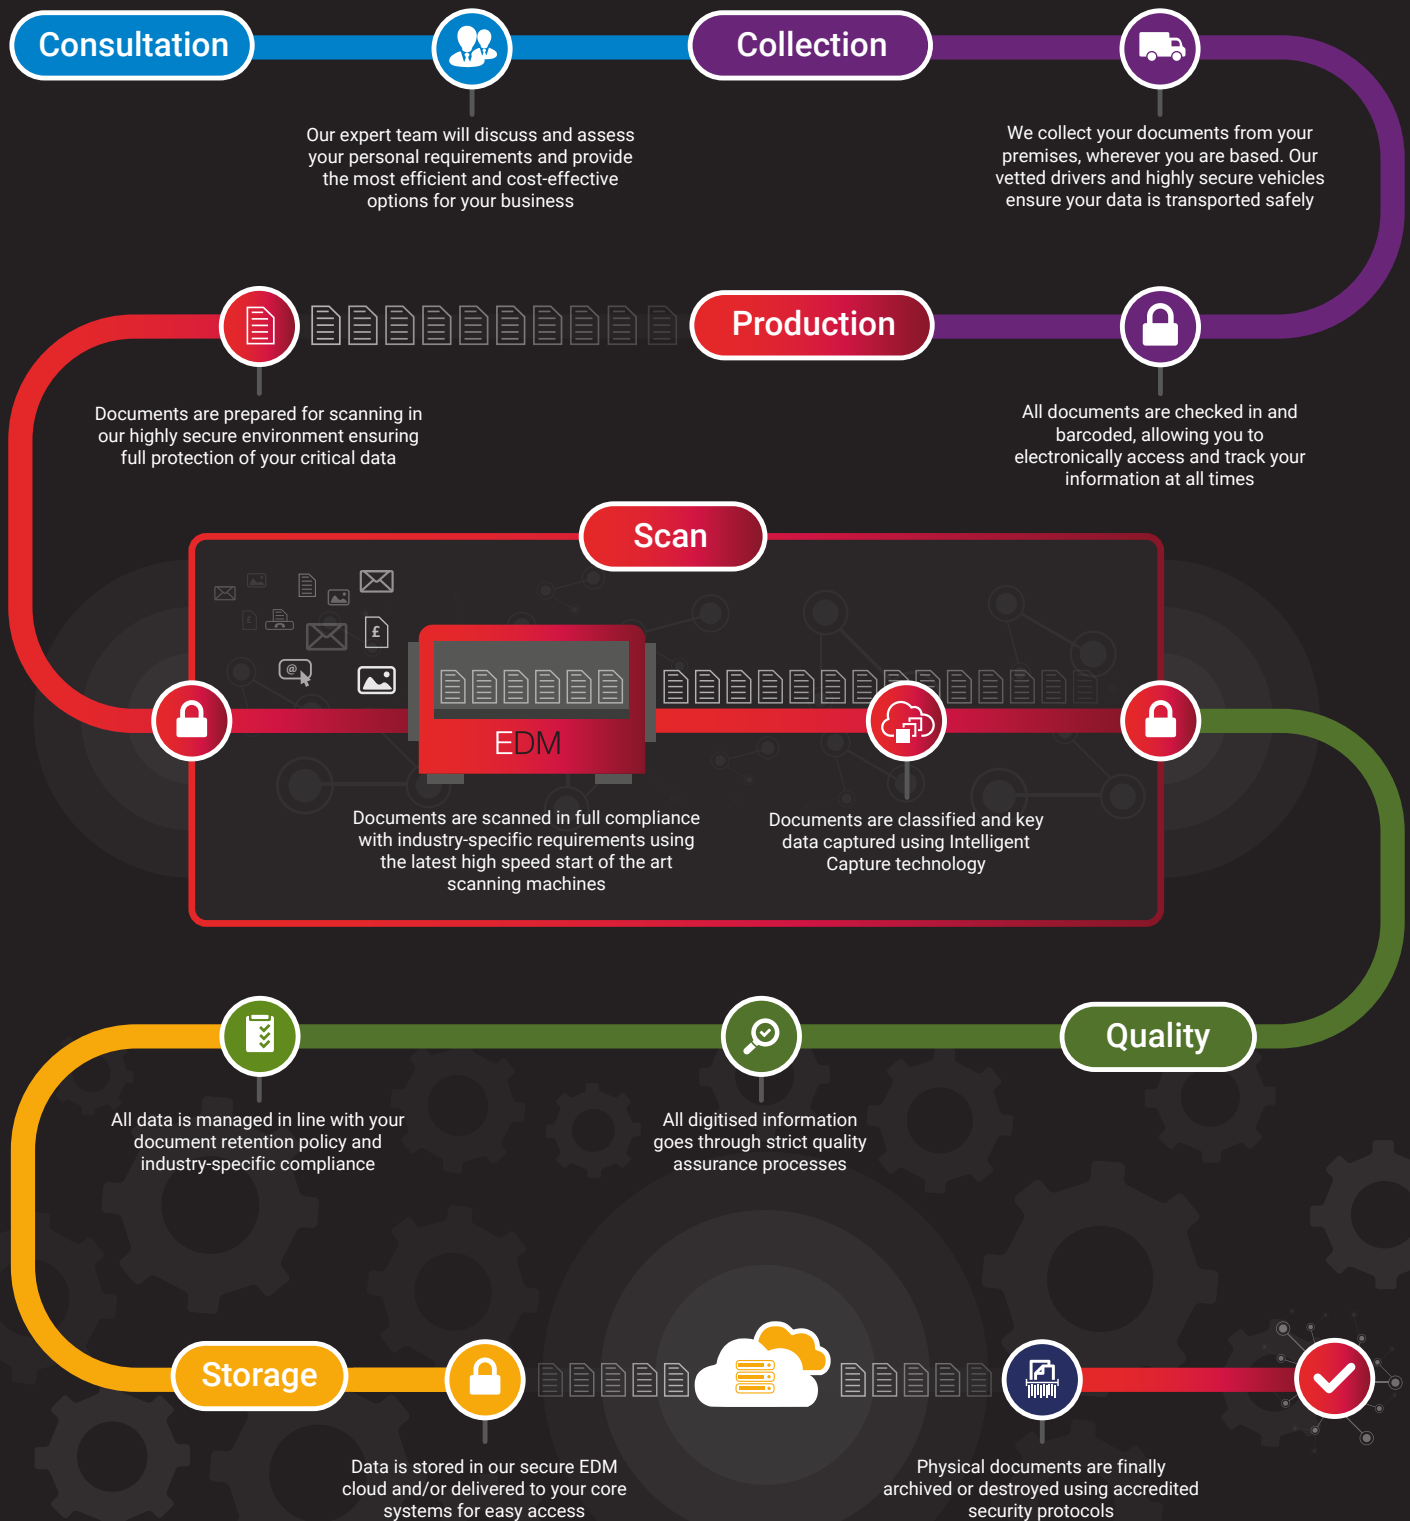 Consultation
Collection
Our expert team will discuss and assess
your personal requirements and provide
the most efficient and cost-effective
options for your business
We collect your documents from your
premises, wherever you are based. Our
vetted drivers and highly secure vehicles
ensure your data is transported safely
Production
All documents are checked in and
barcoded, allowing you to
electronically access and track your
information at all times
Documents are prepared for scanning in
our highly secure environment ensuring
full protection of your critical data
Scan
£
£
@
EDM
Documents are scanned in full compliance
with industry-specific requirements using
the latest high speed start of the art
scanning machines
Documents are classified and key
data captured using Intelligent
Capture technology
Quality
All digitised information
goes through strict quality
assurance processes
All data is managed in line with your
document retention policy and
industry-specific compliance
Storage
Data is stored in our secure EDM
cloud and/or delivered to your core
systems for easy access
Physical documents are finally
archived or destroyed using accredited
security protocols